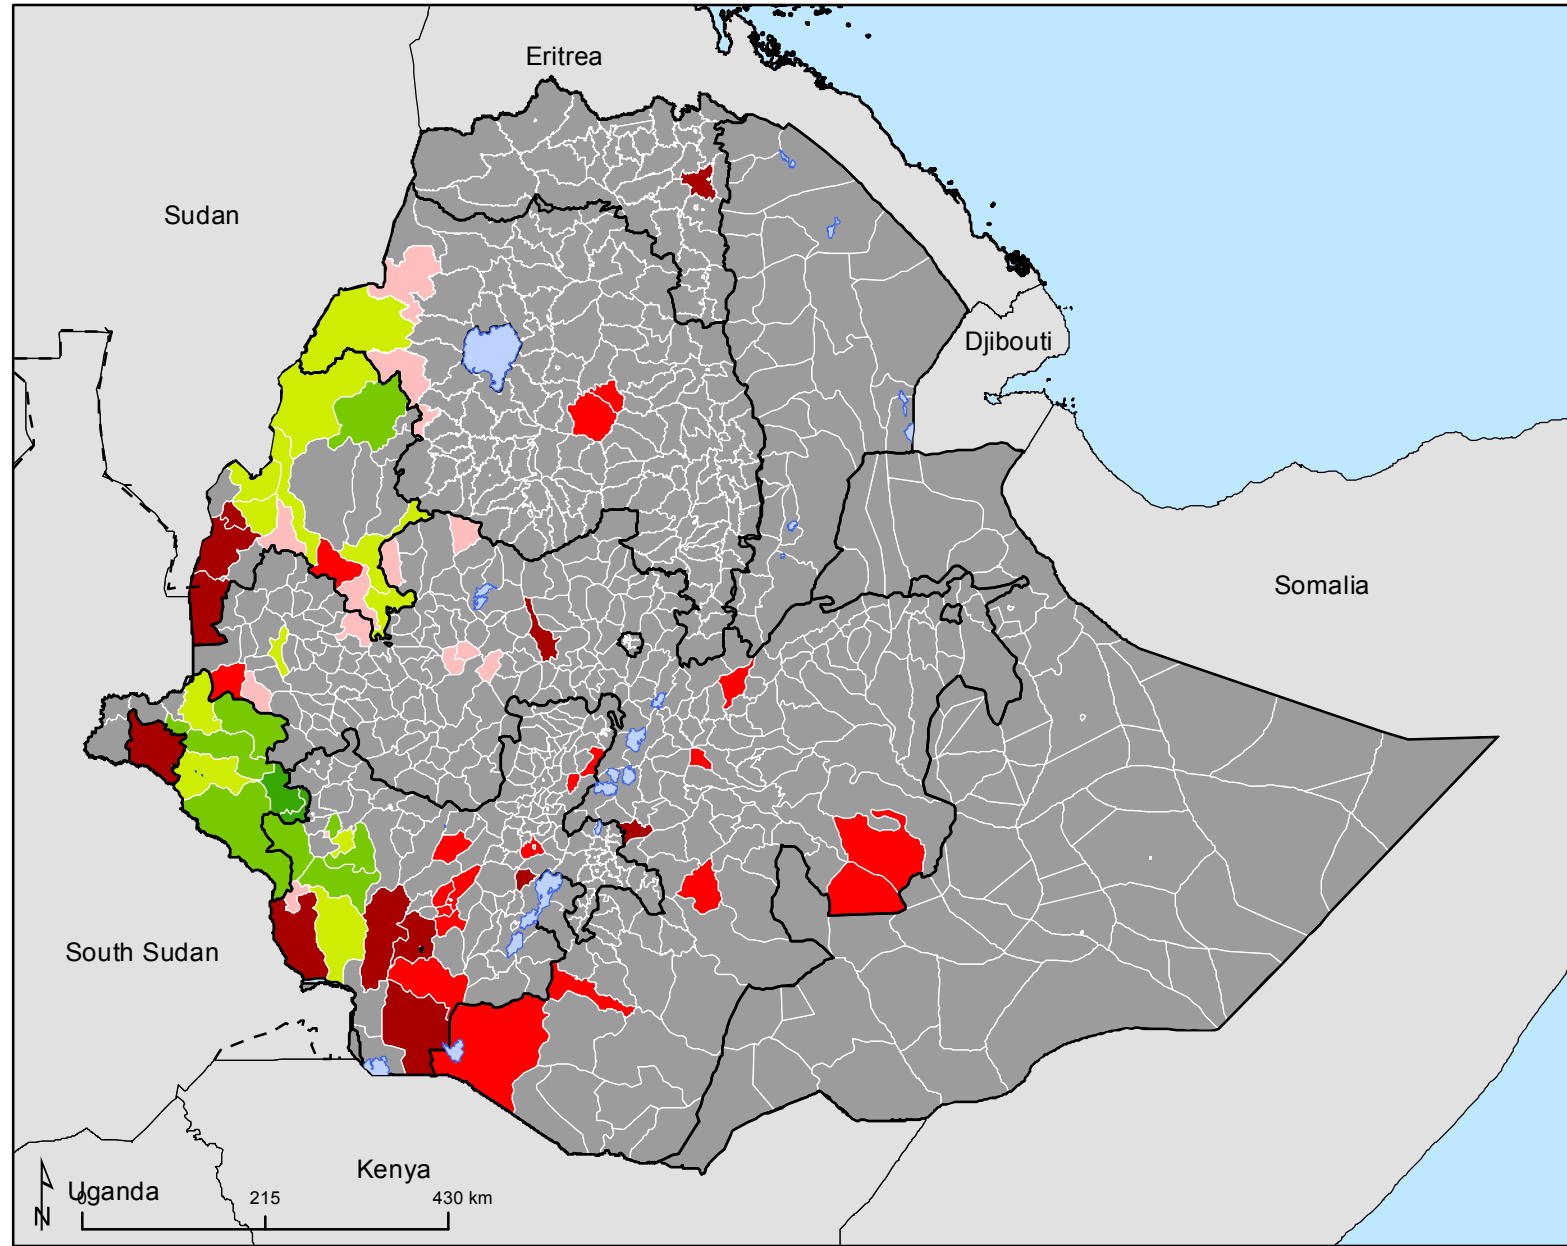 Eritrea
Sudan
Djibouti
Somalia
South Sudan
Kenya
Uganda
0 215 430 km
N